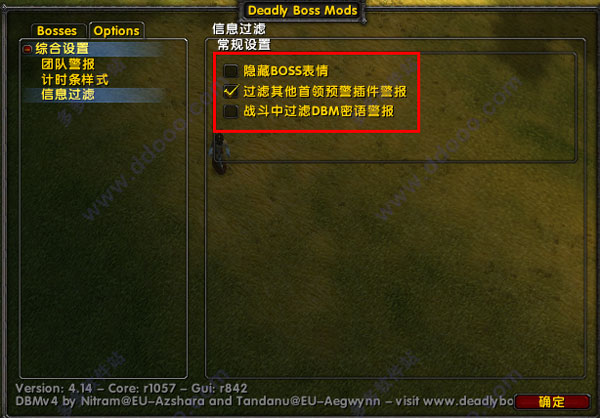 Deadly Boss Mods
Bosses
Options
综合设置
团队警报
计时条样式
信息过滤
信息过滤
常规设置
隐藏BOSS表情
过滤其他首领预警插件警报
战斗中过滤DBM密语警报
Version: 4.14 – Core: r1057 – Gui: r842
DBMv4 by Nitram@EU-Azshara and Tandanu@EU-Aegwynn – visit www.deadlybo
确定